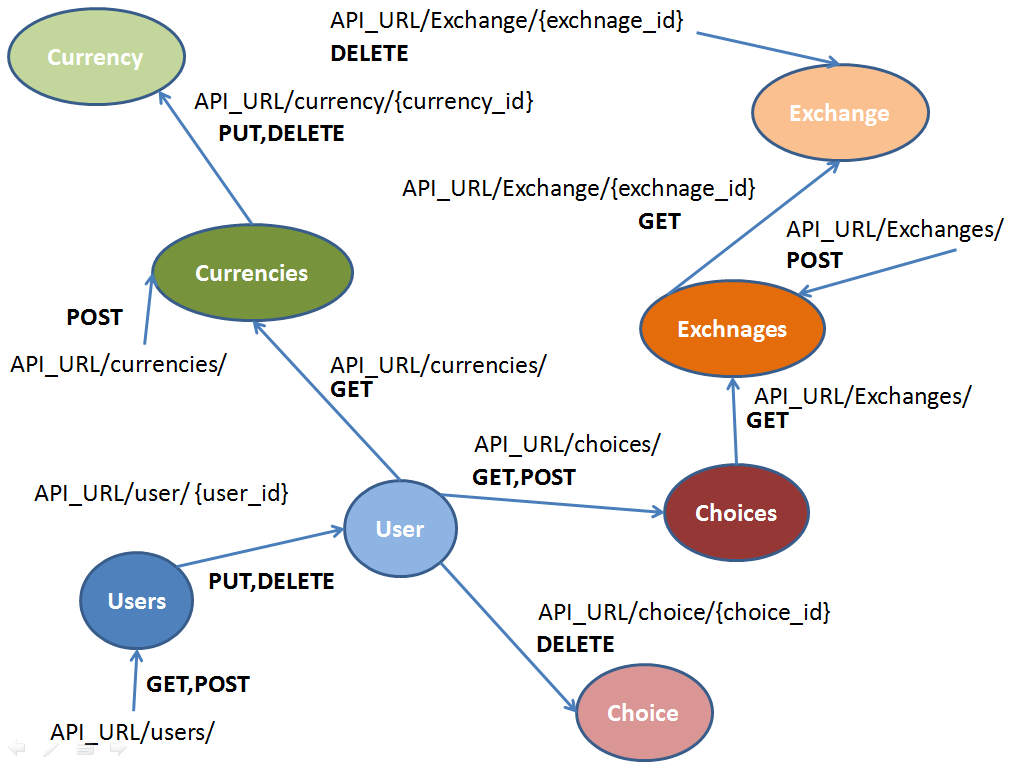 API_URL/Exchange/{exchnage_id}
DELETE
Currency
API_URL/currency/{currency_id}
PUT,DELETE
Exchange
API_URL/Exchange/{exchnage_id}
GET
API_URL/Exchanges/
POST
Currencies
POST
API_URL/currencies/
Exchnages
API_URL/currencies/
GET
API_URL/Exchanges/
GET
API_URL/choices/
GET,POST
API_URL/user/ {user_id}
User
Choices
PUT,DELETE
Users
API_URL/choice/{choice_id}
DELETE
GET,POST
Choice
API_URL/users/